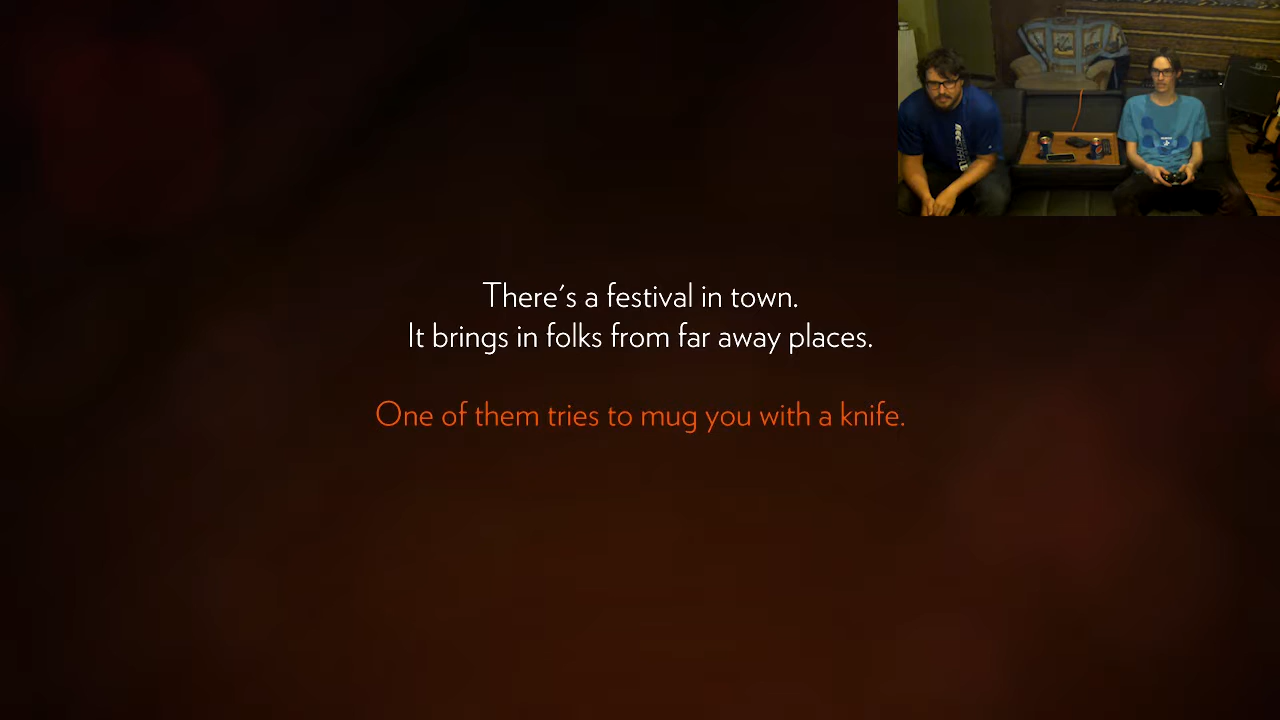 There's a festival in town.
It brings in folks from far away places.
One of them tries to mug you with a knife.